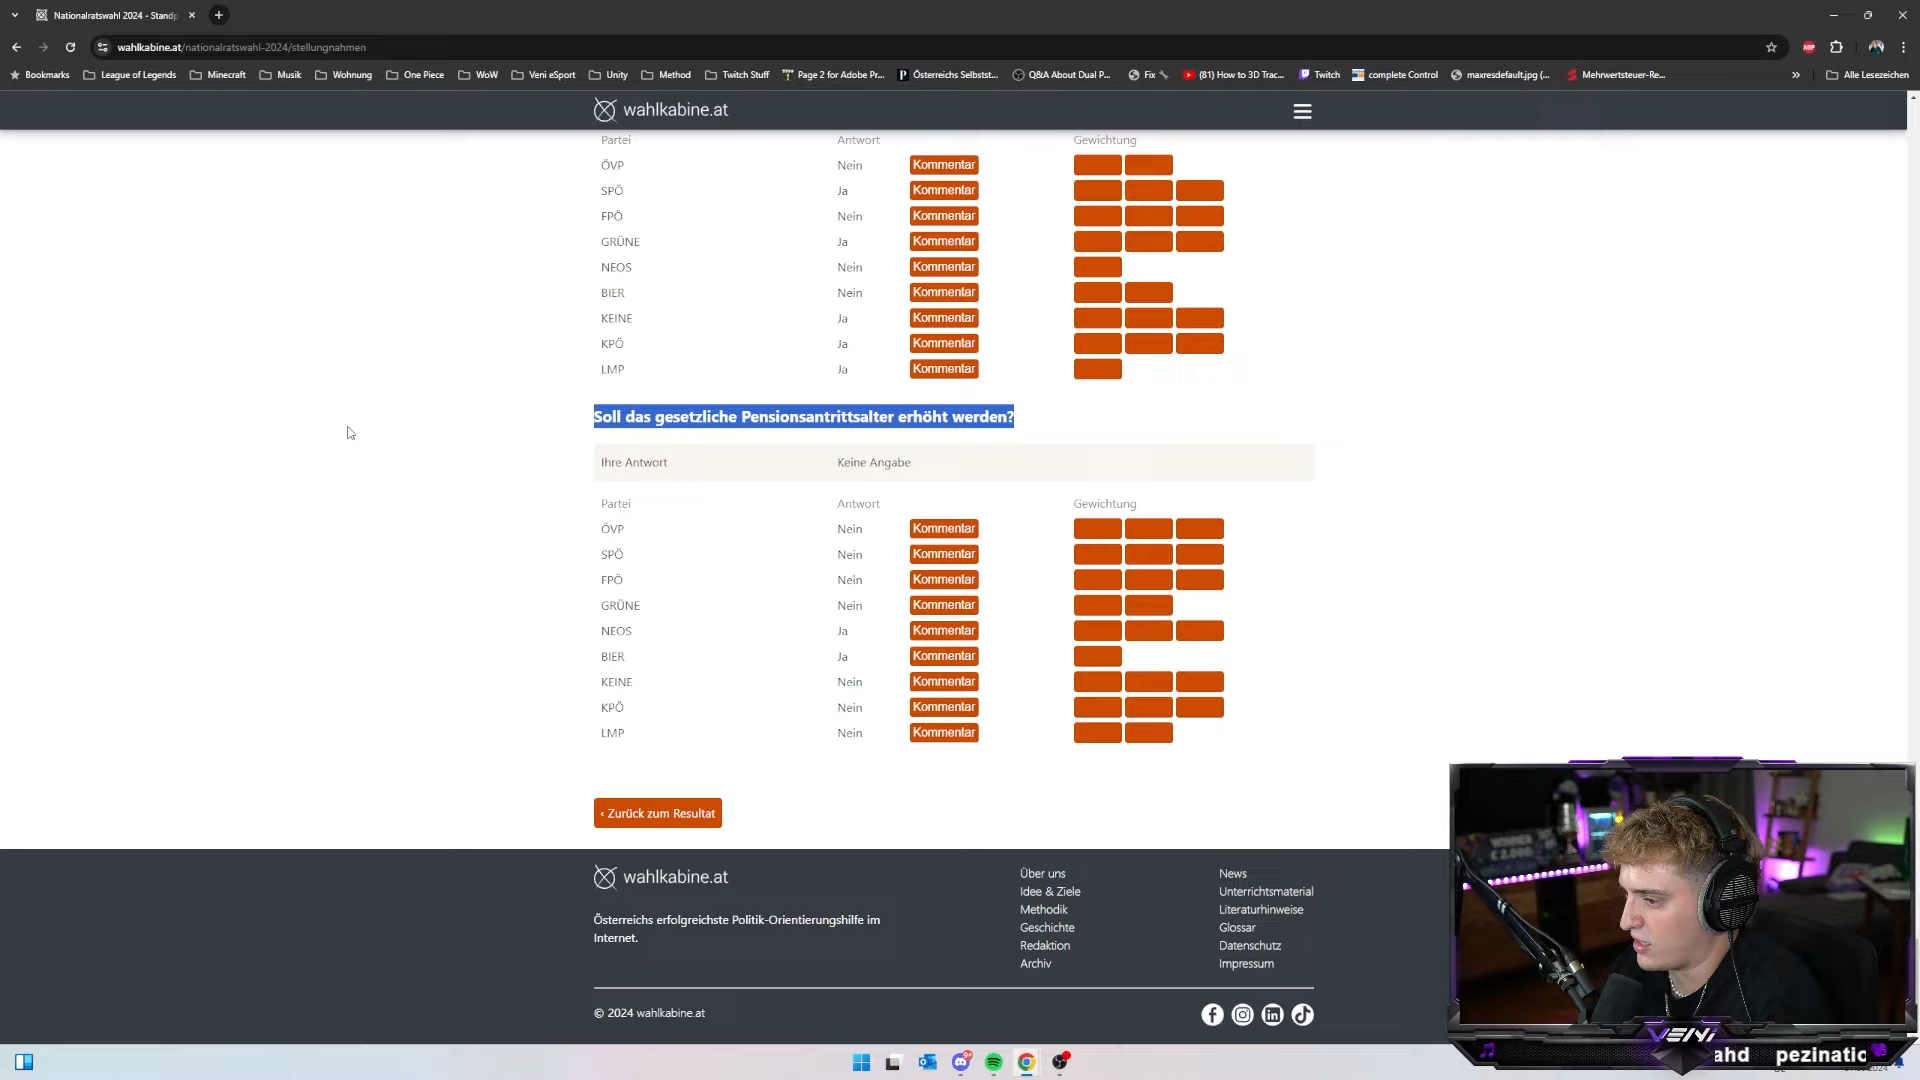 Nationalratswahl 2024 - Standp
wahlkabine.at/nationalratswahl-2024/stellungnahmen
Bookmarks League of Legends Minecraft Musik Wohnung One Piece WoW Veni eSport Unity Method Twitch Stuff Page 2 for Adobe Pr... Österreichs Selbstst... Q&A About Dual P... Fix (81) How to 3D Trac... Twitch complete Control maxresdefault.jpg (... Mehrwertsteuer-Re... » Alle Lesezeichen
wahlkabine.at
Partei Antwort Gewichtung
ÖVP Nein Kommentar
SPÖ Ja Kommentar
FPÖ Nein Kommentar
GRÜNE Ja Kommentar
NEOS Nein Kommentar
BIER Nein Kommentar
KEINE Ja Kommentar
KPÖ Ja Kommentar
LMP Ja Kommentar
Soll das gesetzliche Pensionsantrittsalter erhöht werden?
Ihre Antwort Keine Angabe
Partei Antwort Gewichtung
ÖVP Nein Kommentar
SPÖ Nein Kommentar
FPÖ Nein Kommentar
GRÜNE Nein Kommentar
NEOS Ja Kommentar
BIER Ja Kommentar
KEINE Nein Kommentar
KPÖ Nein Kommentar
LMP Nein Kommentar
‹ Zurück zum Resultat
wahlkabine.at
Österreichs erfolgreichste Politik-Orientierungshilfe im
Internet.
Über uns
Idee & Ziele
Methodik
Geschichte
Redaktion
Archiv
News
Unterrichtsmaterial
Literaturhinweise
Glossar
Datenschutz
Impressum
© 2024 wahlkabine.at
VENI
ahd pezinatic